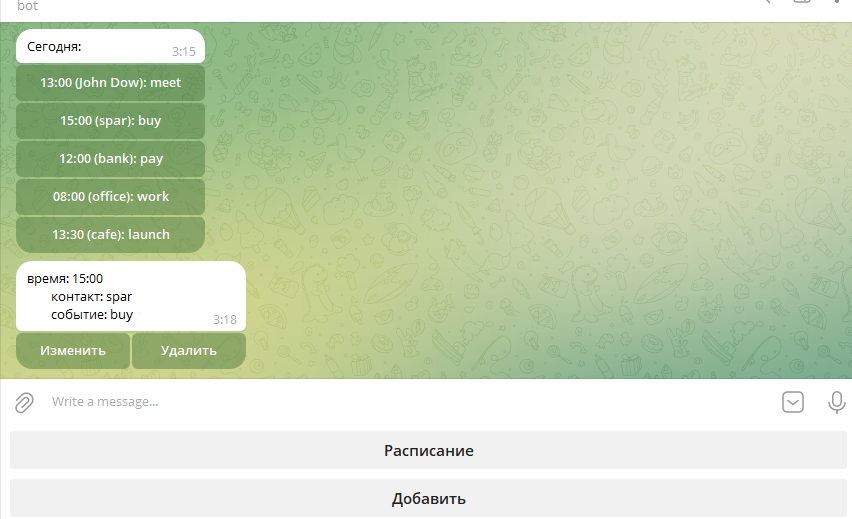 bot
Сегодня:
3:15
13:00 (John Dow): meet
15:00 (spar): buy
12:00 (bank): pay
08:00 (office): work
13:30 (cafe): launch
время: 15:00
контакт: spar
событие: buy
3:18
Изменить Удалить
Write a message...
Расписание
Добавить